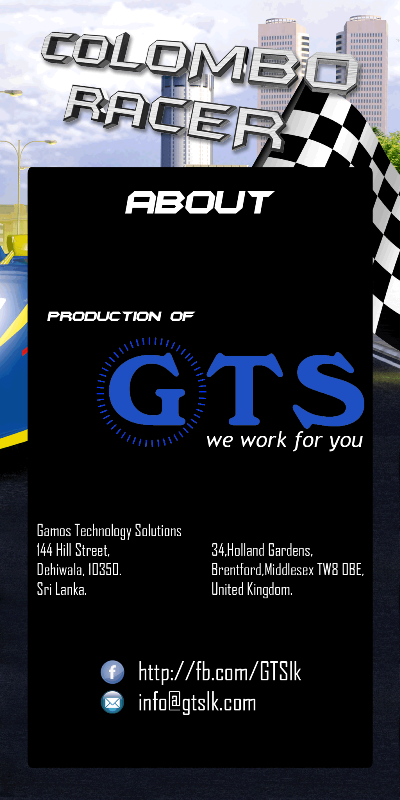 COLOMBO
RACER
ABOUT
PRODUCTION OF
GTS
we work for you
Gamos Technology Solutions
144 Hill Street,
Dehiwala, 10350.
Sri Lanka.
34,Holland Gardens,
Brentford,Middlesex TW8 0BE,
United Kingdom.
f http://fb.com/GTSlk
info@gtslk.com